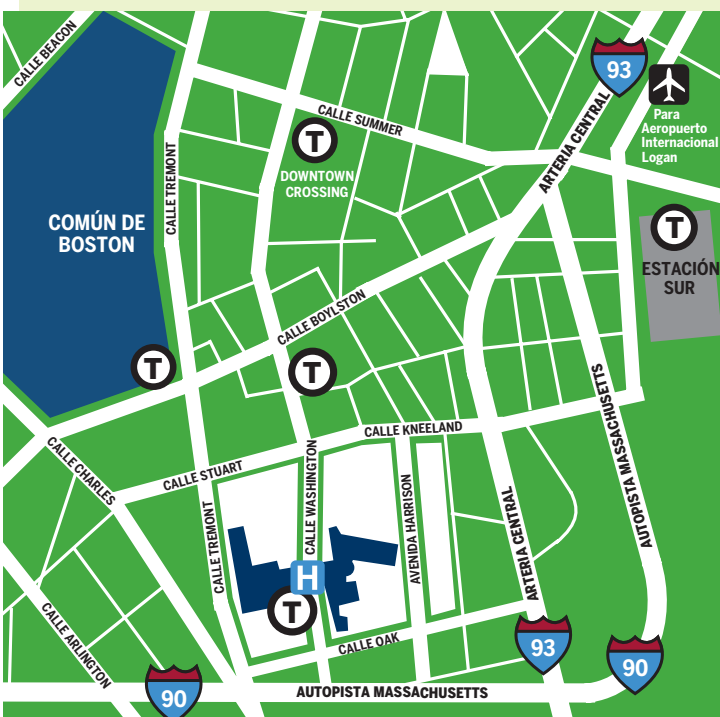 CALLE BEACON
93
CALLE SUMMER
ARTERIA CENTRAL
Para
Aeropuerto
Internacional
Logan
T
DOWNTOWN
CROSSING
CALLE TREMONT
COMÚN DE
BOSTON
T
ESTACIÓN
SUR
CALLE BOYLSTON
T
T
AUTOPISTA MASSACHUSETTS
CALLE KNEELAND
CALLE CHARLES
CALLE STUART
CALLE WASHINGTON
CALLE TREMONT
AVENIDA HARRISON
ARTERIA CENTRAL
H
T
CALLE OAK
CALLE ARLINGTON
93
90
90
AUTOPISTA MASSACHUSETTS